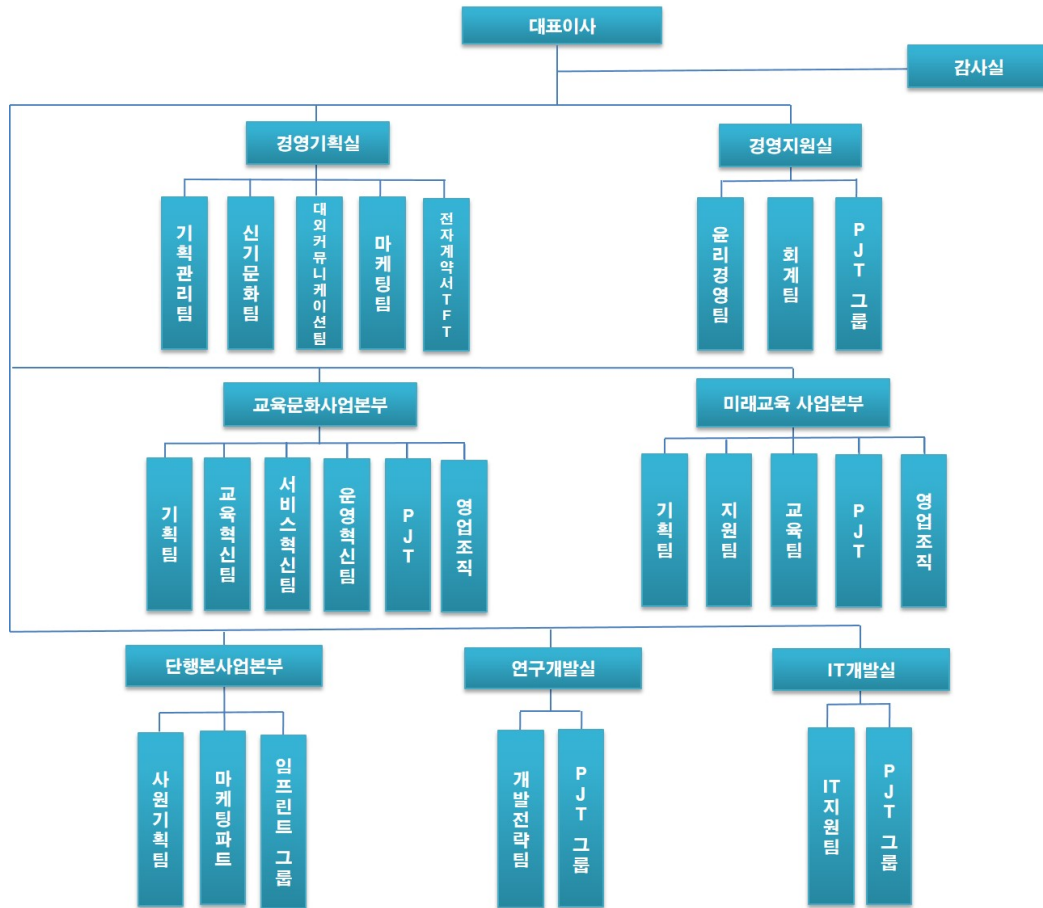 대표이사
감사실
경영기획실
경영지원실
기획관리팀
신기문화팀
대외커뮤니케이션팀
마케팅팀
전자계약서TFT
윤리경영팀
회계팀
PJT 그룹
교육문화사업본부
미래교육 사업본부
기획팀
교육혁신팀
서비스혁신팀
운영혁신팀
PJT
영업조직
기획팀
지원팀
교육팀
PJT
영업조직
단행본사업본부
연구개발실
IT개발실
사원기획팀
마케팅파트
임프린트 그룹
개발전략팀
PJT 그룹
IT지원팀
PJT 그룹